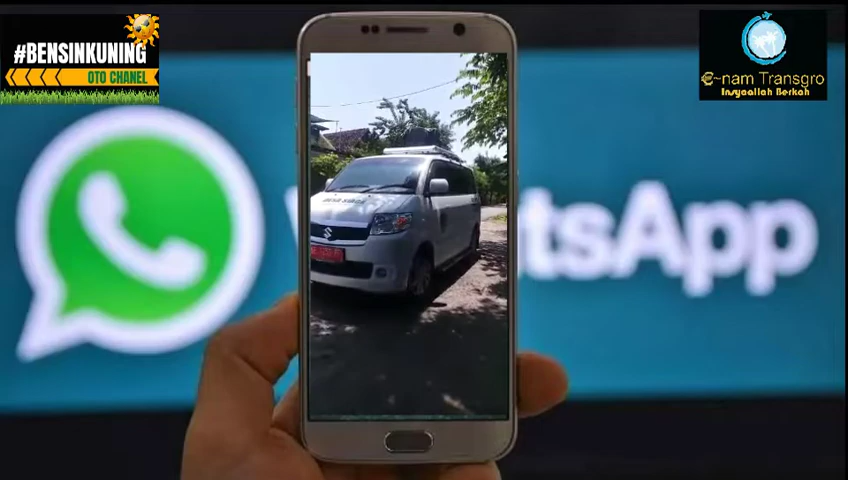 #BENSINKUNING
OTO CHANEL
€~nam Transgro
Insyaallah Berkah
tsApp